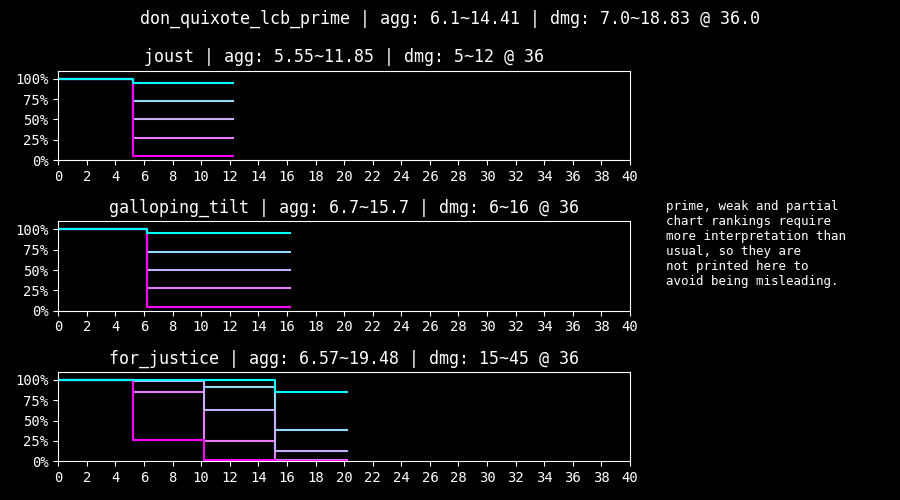 don_quixote_lcb_prime | agg: 6.1~14.41 | dmg: 7.0~18.83 @ 36.0
joust | agg: 5.55~11.85 | dmg: 5~12 @ 36
100%
75%
50%
25%
0%
0 2 4 6 8 10 12 14 16 18 20 22 24 26 28 30 32 34 36 38 40
galloping_tilt | agg: 6.7~15.7 | dmg: 6~16 @ 36
100%
75%
50%
25%
0%
0 2 4 6 8 10 12 14 16 18 20 22 24 26 28 30 32 34 36 38 40
prime, weak and partial
chart rankings require
more interpretation than
usual, so they are
not printed here to
avoid being misleading.
for_justice | agg: 6.57~19.48 | dmg: 15~45 @ 36
100%
75%
50%
25%
0%
0 2 4 6 8 10 12 14 16 18 20 22 24 26 28 30 32 34 36 38 40